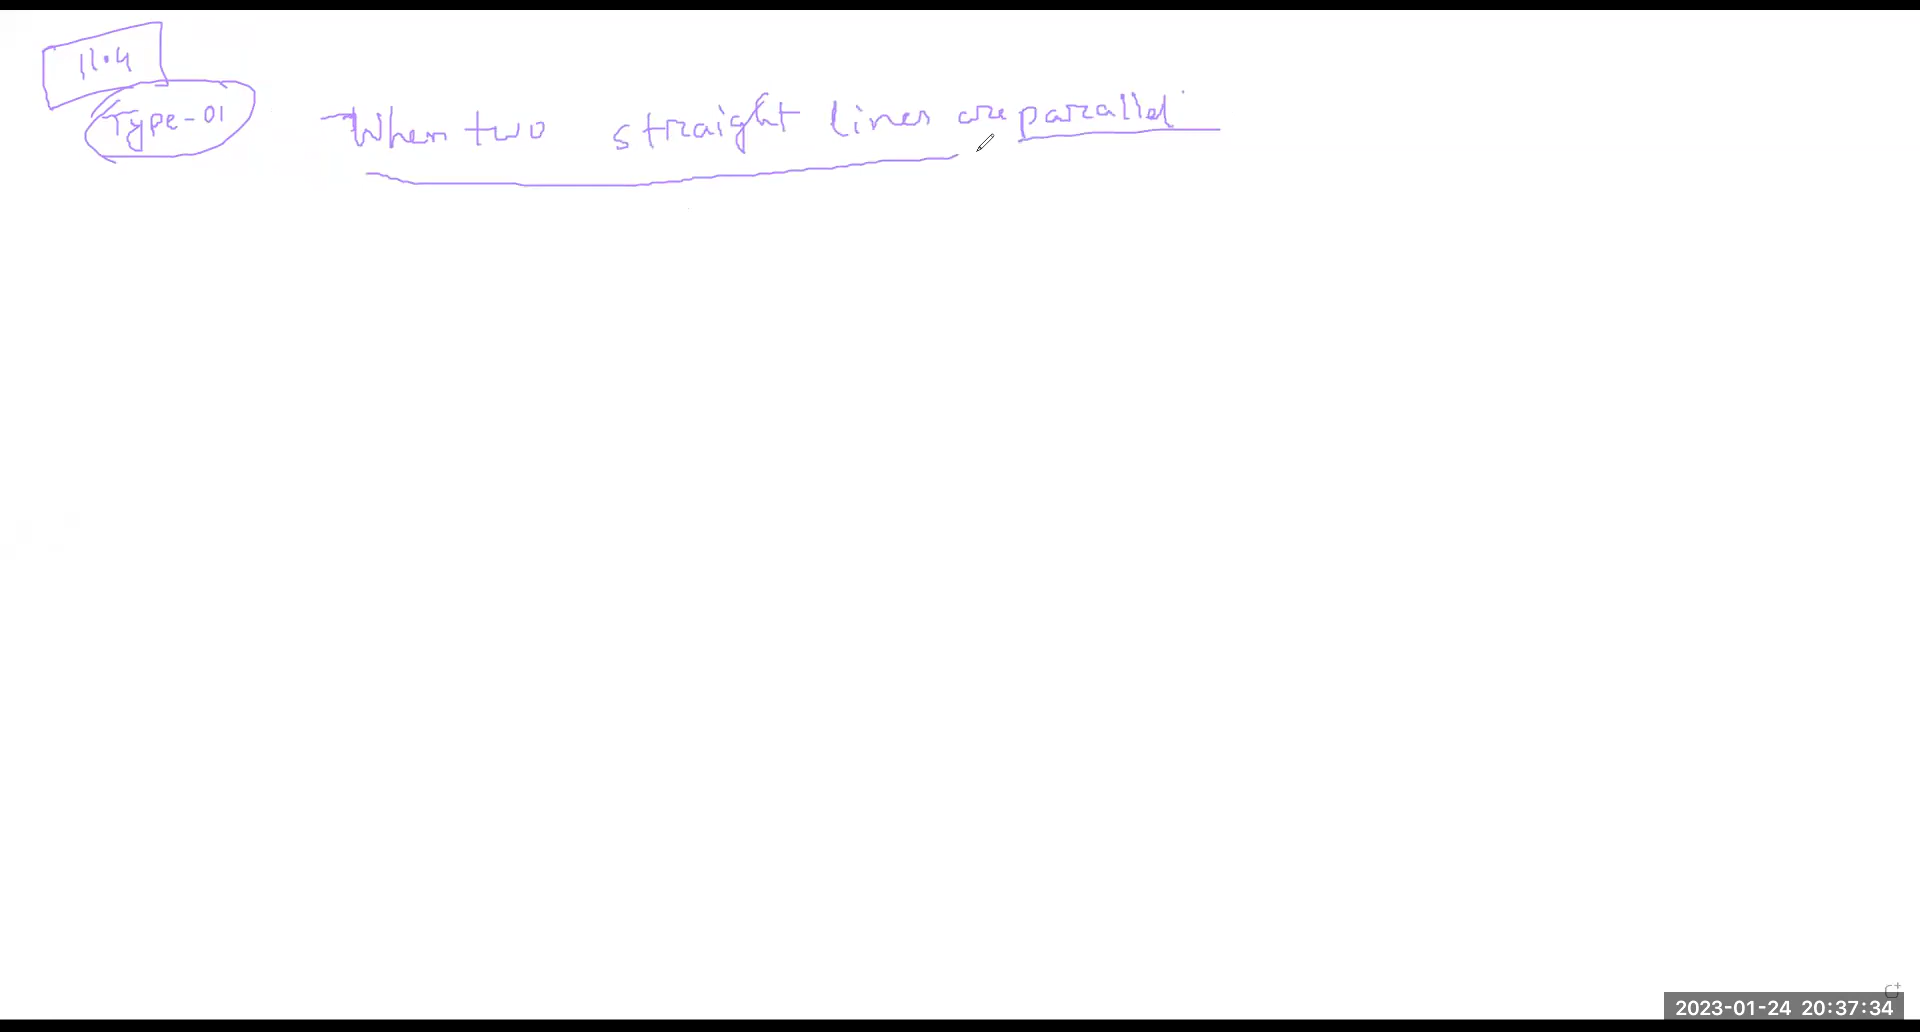 11.4
Type-01
When two straight lines are parallel
2023-01-24 20:37:34